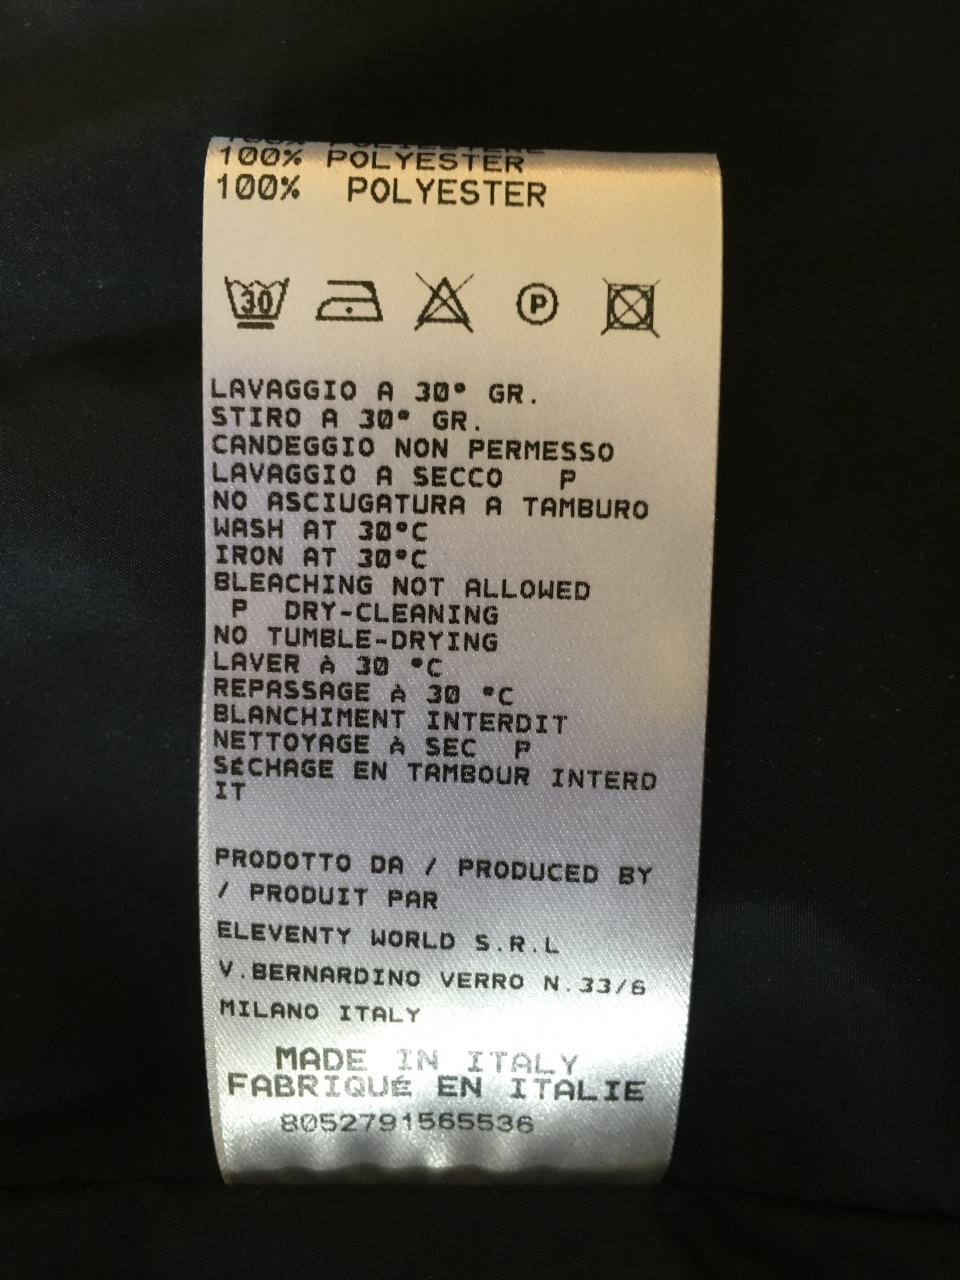 100% POLIESTERE
100% POLYESTER
100% POLYESTER
30
P
LAVAGGIO A 30° GR.
STIRO A 30° GR.
CANDEGGIO NON PERMESSO
LAVAGGIO A SECCO P
NO ASCIUGATURA A TAMBURO
WASH AT 30°C
IRON AT 30°C
BLEACHING NOT ALLOWED
P DRY-CLEANING
NO TUMBLE-DRYING
LAVER À 30 °C
REPASSAGE À 30 °C
BLANCHIMENT INTERDIT
NETTOYAGE À SEC P
SÉCHAGE EN TAMBOUR INTERD
IT
PRODOTTO DA / PRODUCED BY
/ PRODUIT PAR
ELEVENTY WORLD S.R.L
V.BERNARDINO VERRO N.33/6
MILANO ITALY
MADE IN ITALY
FABRIQUÉ EN ITALIE
8052791565536